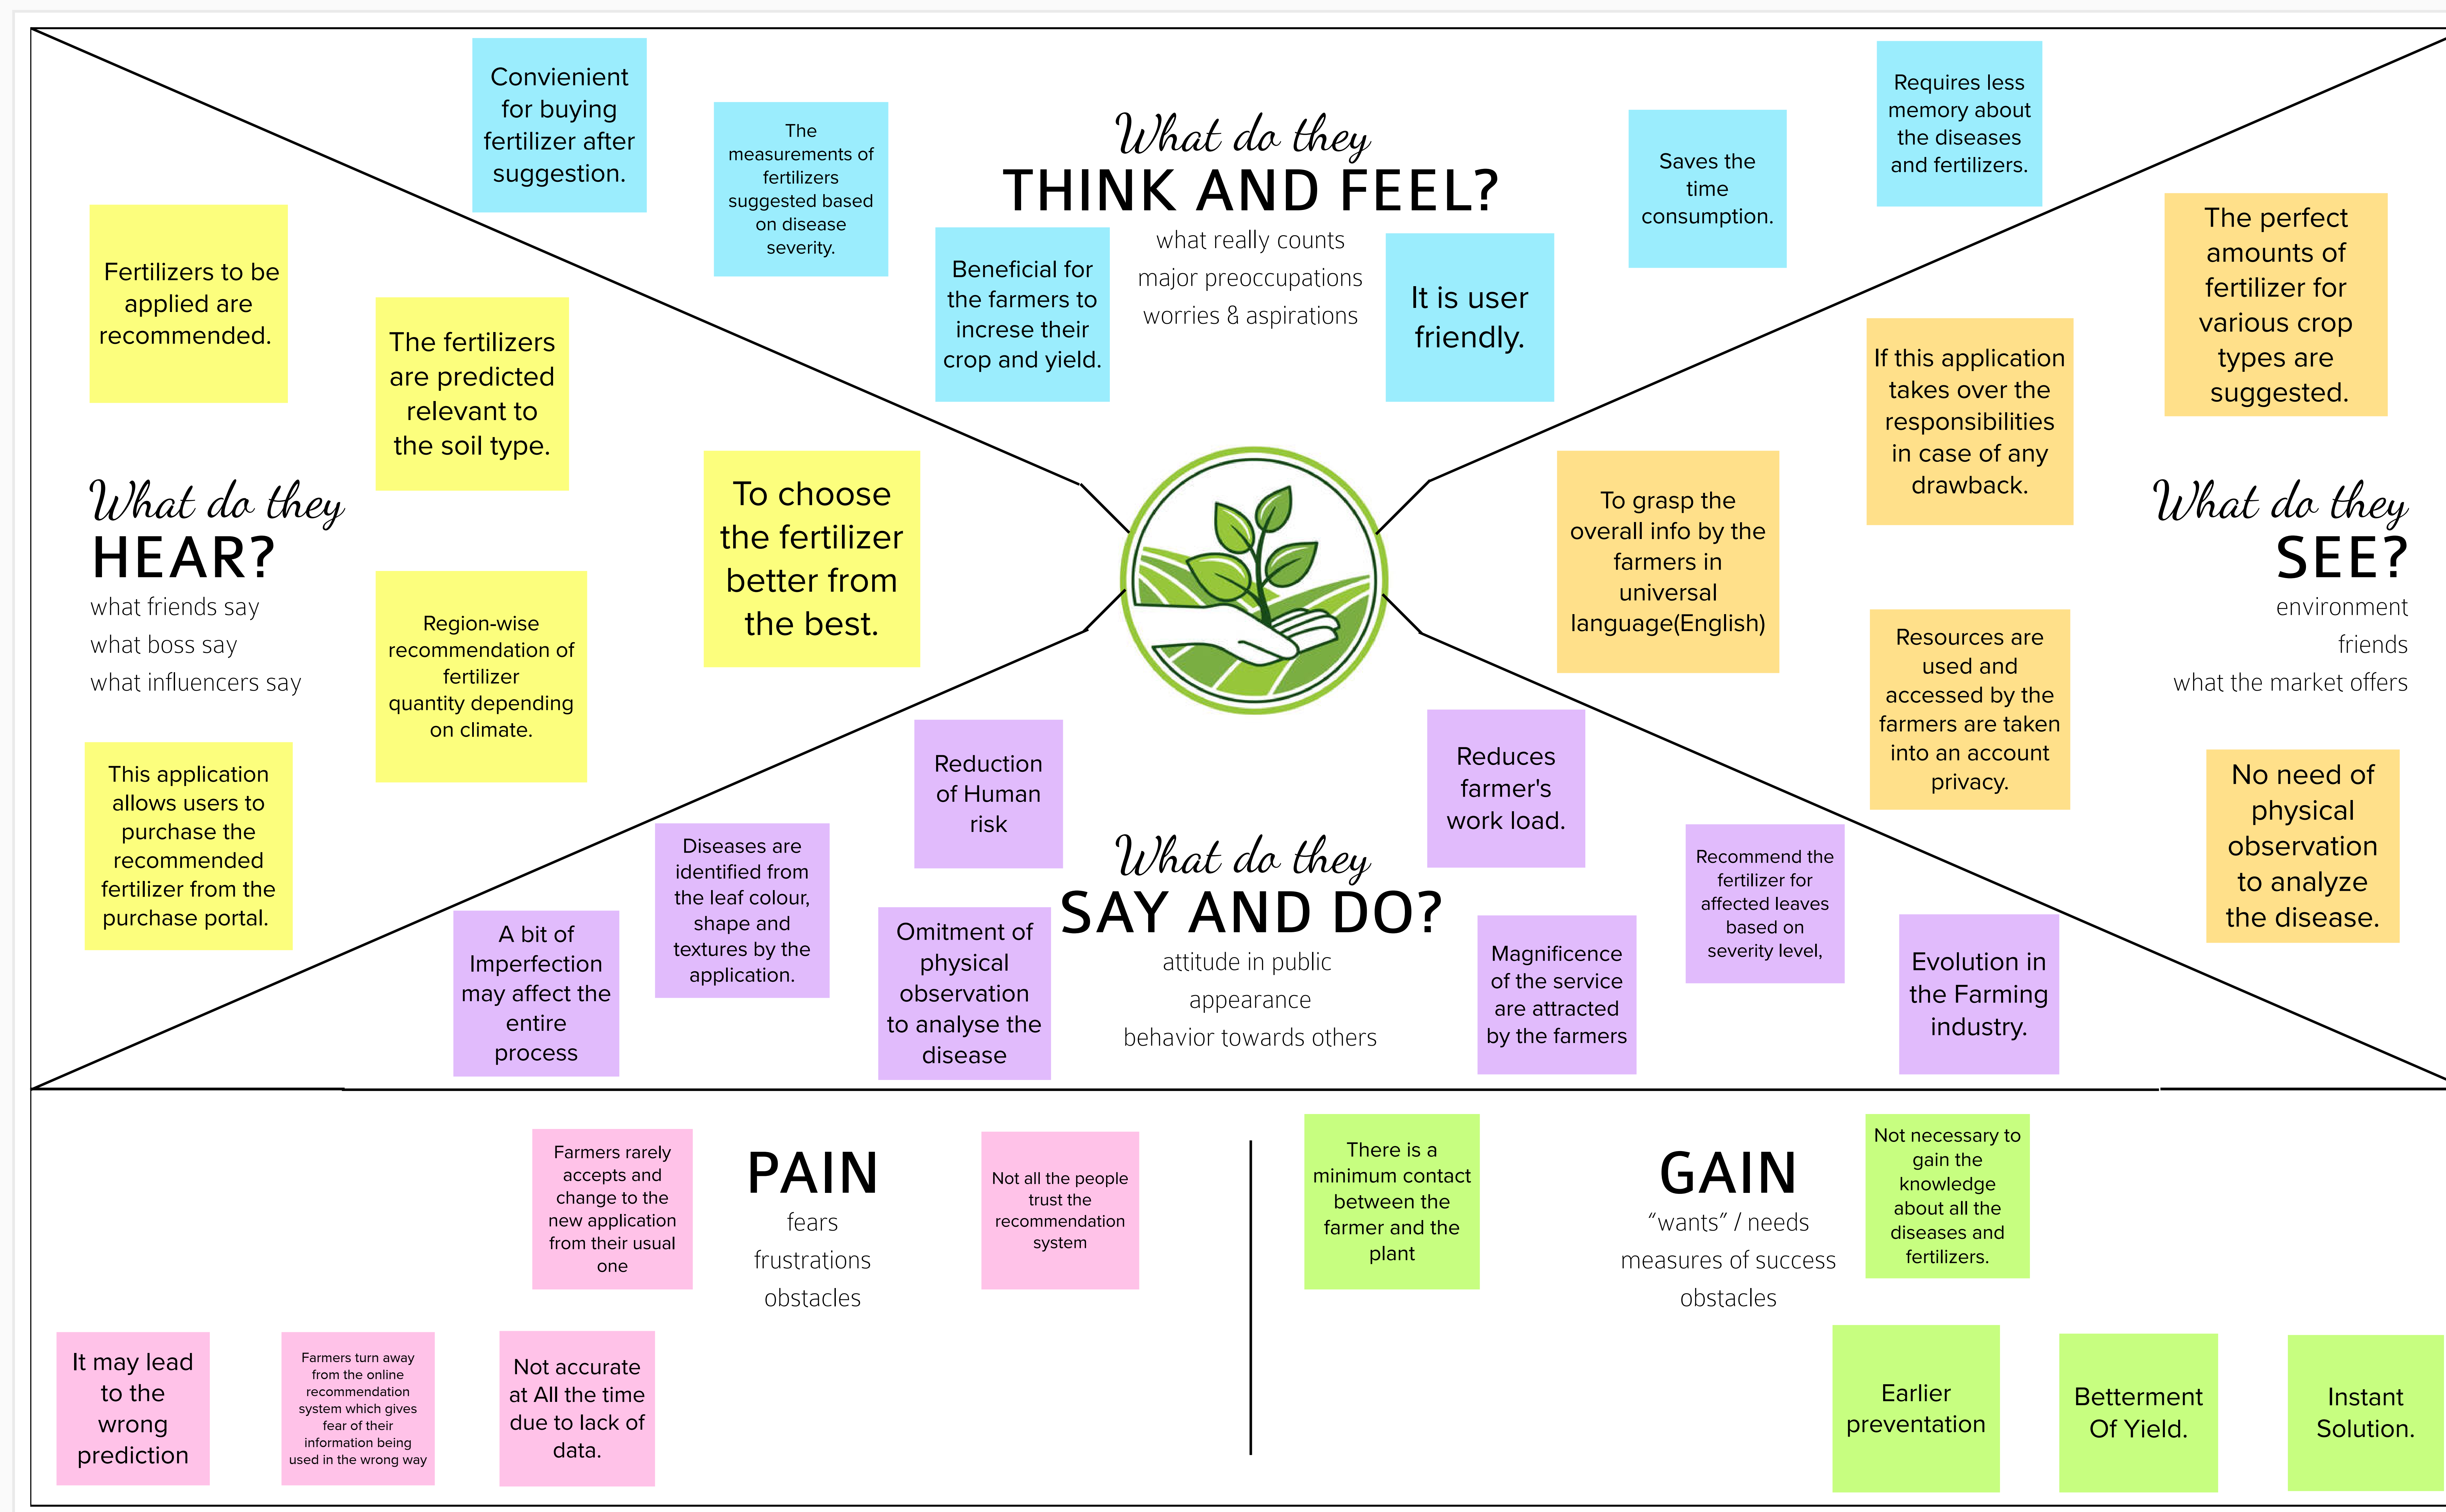 Convienient
for buying
fertilizer after
suggestion.
The
measurements of
fertilizers
suggested based
on disease
severity.
Beneficial for
the farmers to
increse their
crop and yield.
What do they
THINK AND FEEL?
what really counts
major preoccupations
worries & aspirations
It is user
friendly.
Saves the
time
consumption.
Requires less
memory about
the diseases
and fertilizers.
Fertilizers to be
applied are
recommended.
The fertilizers
are predicted
relevant to
the soil type.
To choose
the fertilizer
better from
the best.
What do they
HEAR?
what friends say
what boss say
what influencers say
Region-wise
recommendation of
fertilizer
quantity depending
on climate.
This application
allows users to
purchase the
recommended
fertilizer from the
purchase portal.
The perfect
amounts of
fertilizer for
various crop
types are
suggested.
If this application
takes over the
responsibilities
in case of any
drawback.
To grasp the
overall info by the
farmers in
universal
language(English)
What do they
SEE?
environment
friends
what the market offers
Resources are
used and
accessed by the
farmers are taken
into an account
privacy.
No need of
physical
observation
to analyze
the disease.
Reduction
of Human
risk
Diseases are
identified from
the leaf colour,
shape and
textures by the
application.
A bit of
Imperfection
may affect the
entire
process
Omitment of
physical
observation
to analyse the
disease
What do they
SAY AND DO?
attitude in public
appearance
behavior towards others
Reduces
farmer's
work load.
Recommend the
fertilizer for
affected leaves
based on
severity level,
Magnificence
of the service
are attracted
by the farmers
Evolution in
the Farming
industry.
Farmers rarely
accepts and
change to the
new application
from their usual
one
PAIN
fears
frustrations
obstacles
Not all the people
trust the
recommendation
system
It may lead
to the
wrong
prediction
Farmers turn away
from the online
recommendation
system which gives
fear of their
information being
used in the wrong way
Not accurate
at All the time
due to lack of
data.
There is a
minimum contact
between the
farmer and the
plant
GAIN
“wants” / needs
measures of success
obstacles
Not necessary to
gain the
knowledge
about all the
diseases and
fertilizers.
Earlier
preventation
Betterment
Of Yield.
Instant
Solution.